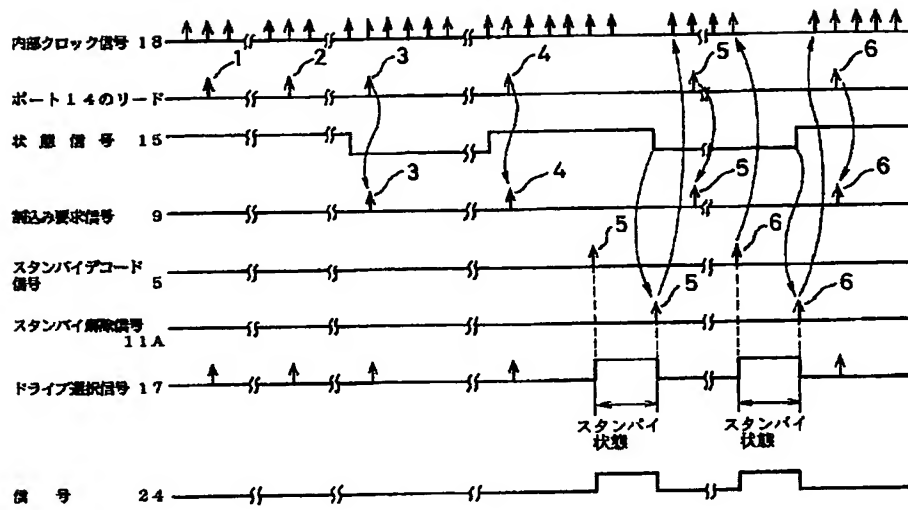 内部クロック信号 18
1 2 3 4 5 6
ポート14のリード
状態信号 15
3 4 5 6
割込み要求信号 9
5 6
スタンバイデコード
信号 5
5 6
スタンバイ解除信号
11A
ドライブ選択信号 17
スタンバイ スタンバイ
状態 状態
信号 24